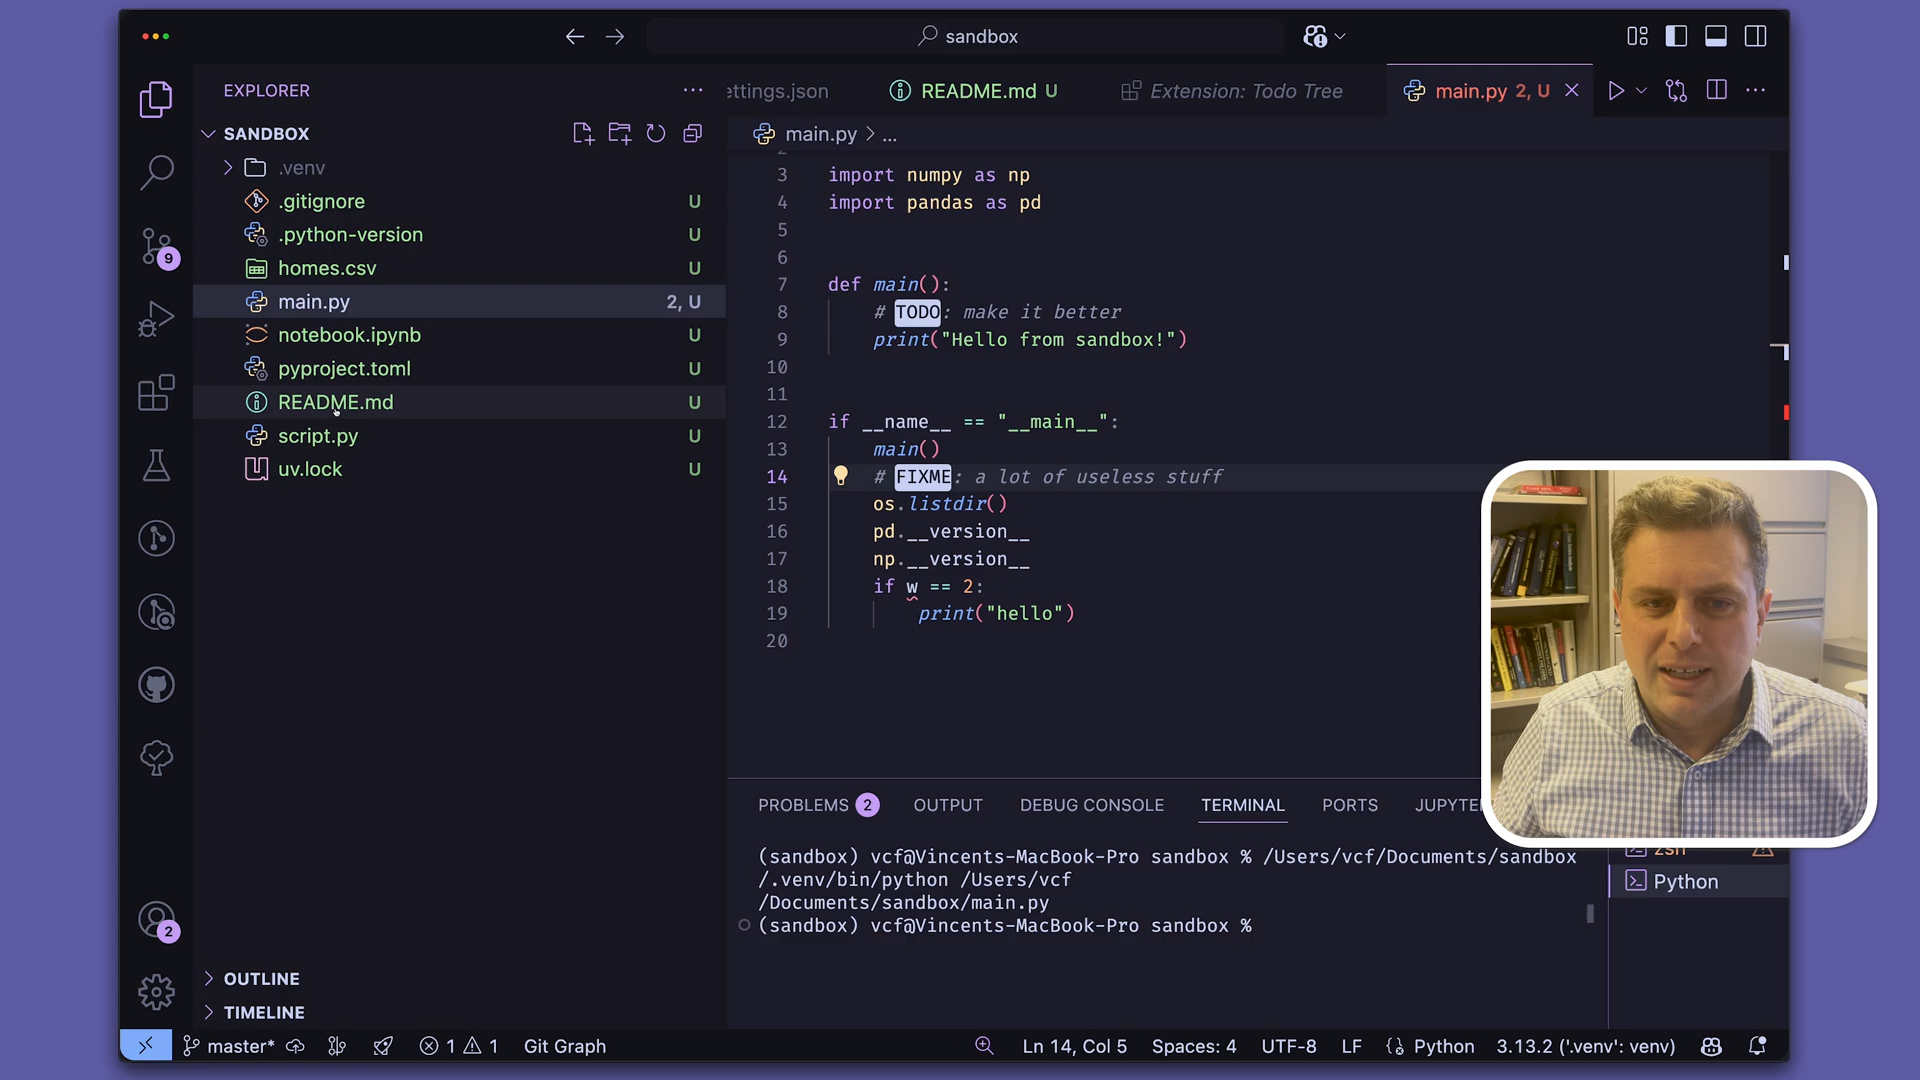 sandbox
EXPLORER
ettings.json
README.md U
Extension: Todo Tree
main.py 2, U
SANDBOX
main.py > ...
.venv
.gitignore U
.python-version U
homes.csv U
main.py 2, U
notebook.ipynb U
pyproject.toml U
README.md U
script.py U
uv.lock U
9
2
3 import numpy as np
4 import pandas as pd
5
6
7 def main():
8 # TODO: make it better
9 print("Hello from sandbox!")
10
11
12 if __name__ == "__main__":
13 main()
14 # FIXME: a lot of useless stuff
15 os.listdir()
16 pd.__version__
17 np.__version__
18 if w == 2:
19 print("hello")
20
PROBLEMS 2 OUTPUT DEBUG CONSOLE TERMINAL PORTS JUPYTE
(sandbox) vcf@Vincents-MacBook-Pro sandbox % /Users/vcf/Documents/sandbox
/.venv/bin/python /Users/vcf
/Documents/sandbox/main.py
(sandbox) vcf@Vincents-MacBook-Pro sandbox %
zsh
Python
OUTLINE
TIMELINE
master* 1 1 Git Graph Ln 14, Col 5 Spaces: 4 UTF-8 LF {} Python 3.13.2 ('.venv': venv)